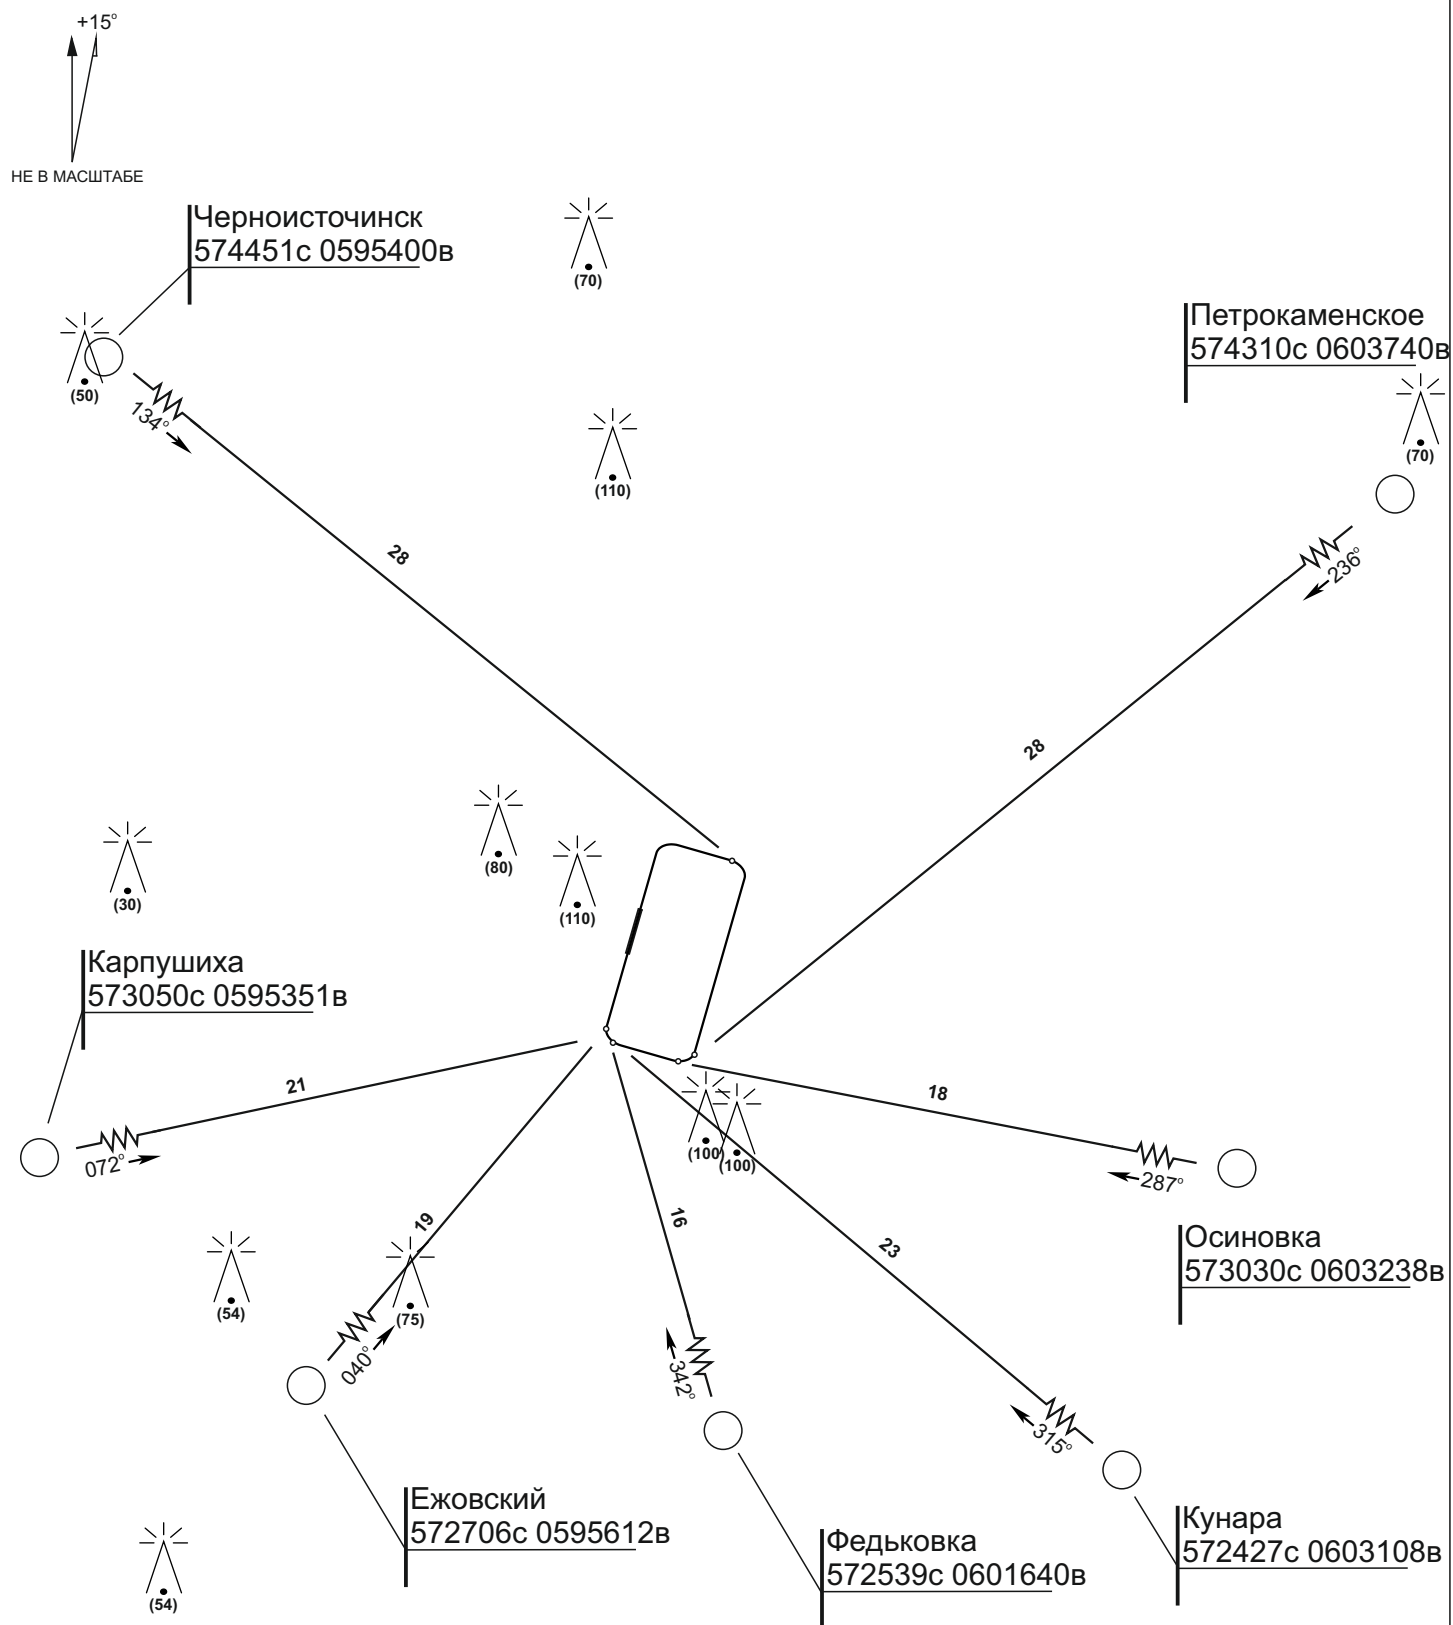 +15°
НЕ В МАСШТАБЕ
Черноисточинск
574451с 0595400в
(70)
Петрокаменское
574310с 0603740в
(50)
134°
(110)
(70)
28
236°
28
(80)
(30)
(110)
Карпушиха
573050с 0595351в
21
18
072°
(100)
(100)
287°
19
16
23
Осиновка
573030с 0603238в
(54)
(75)
040°
342°
315°
Ежовский
572706с 0595612в
Федьковка
572539с 0601640в
Кунара
572427с 0603108в
(54)